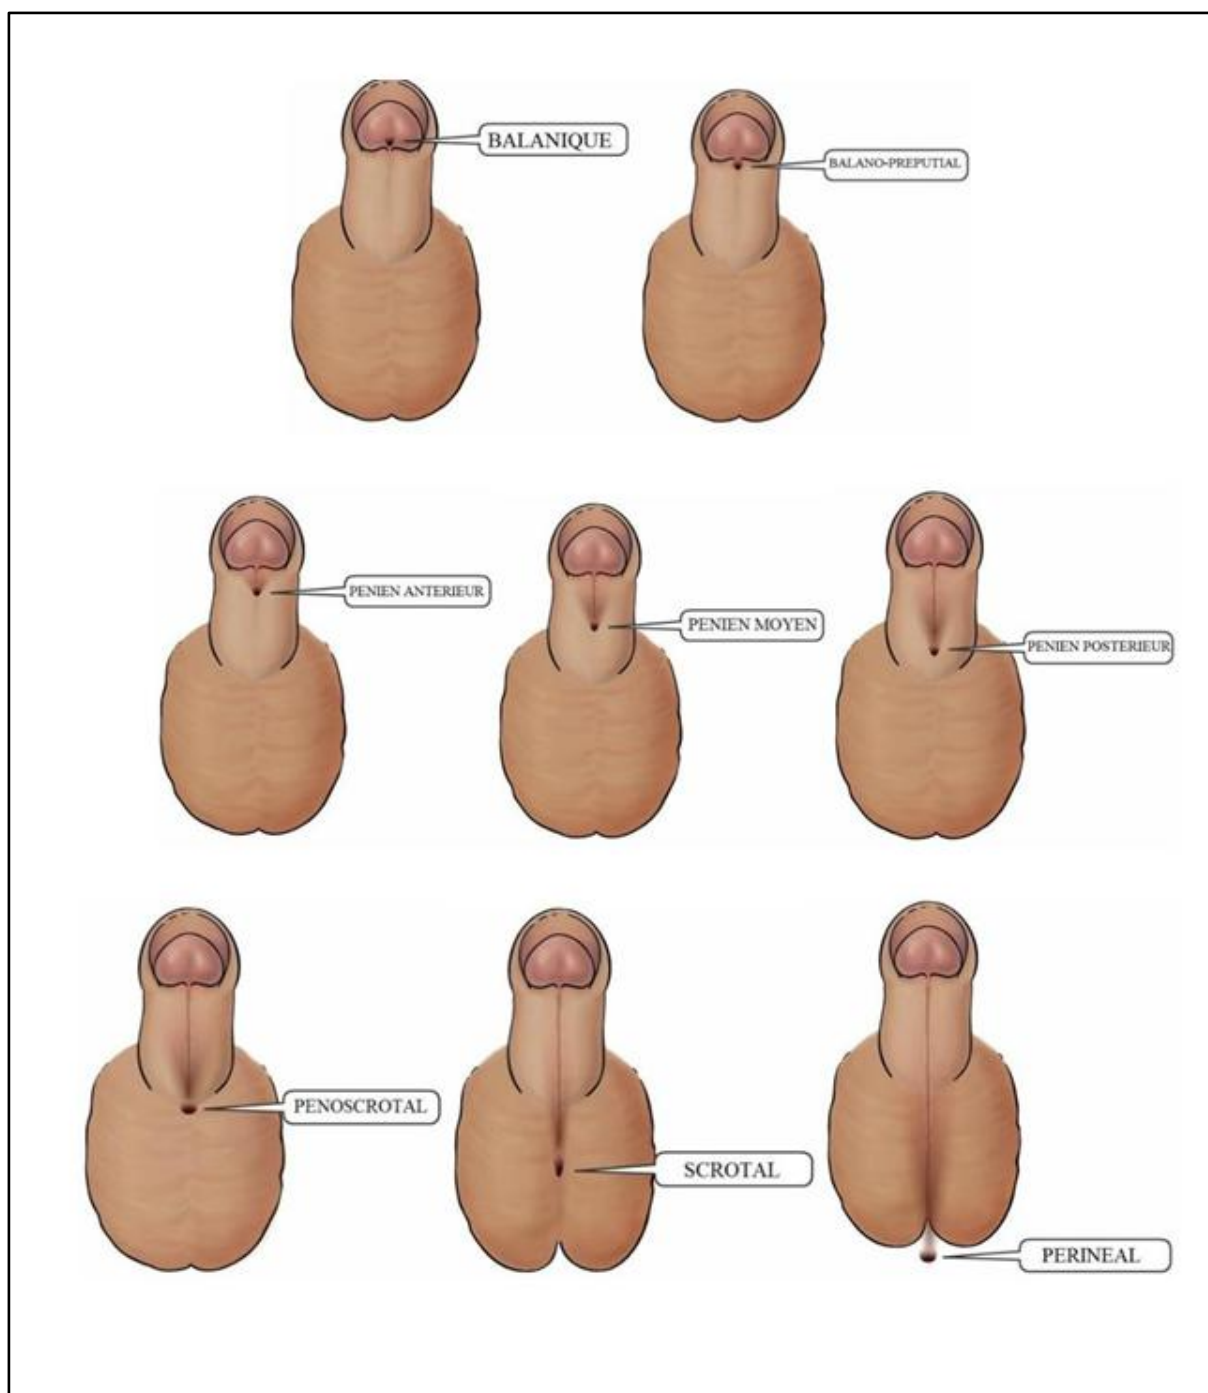 BALANIQUE
BALANO-PREPUTIAL
PENIEN ANTERIEUR
PENIEN MOYEN
PENIEN POSTERIEUR
PENOSCROTAL
SCROTAL
PERINEAL